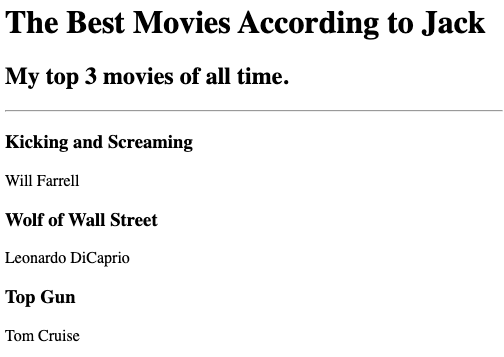 The Best Movies According to Jack
My top 3 movies of all time.
Kicking and Screaming
Will Farrell
Wolf of Wall Street
Leonardo DiCaprio
Top Gun
Tom Cruise